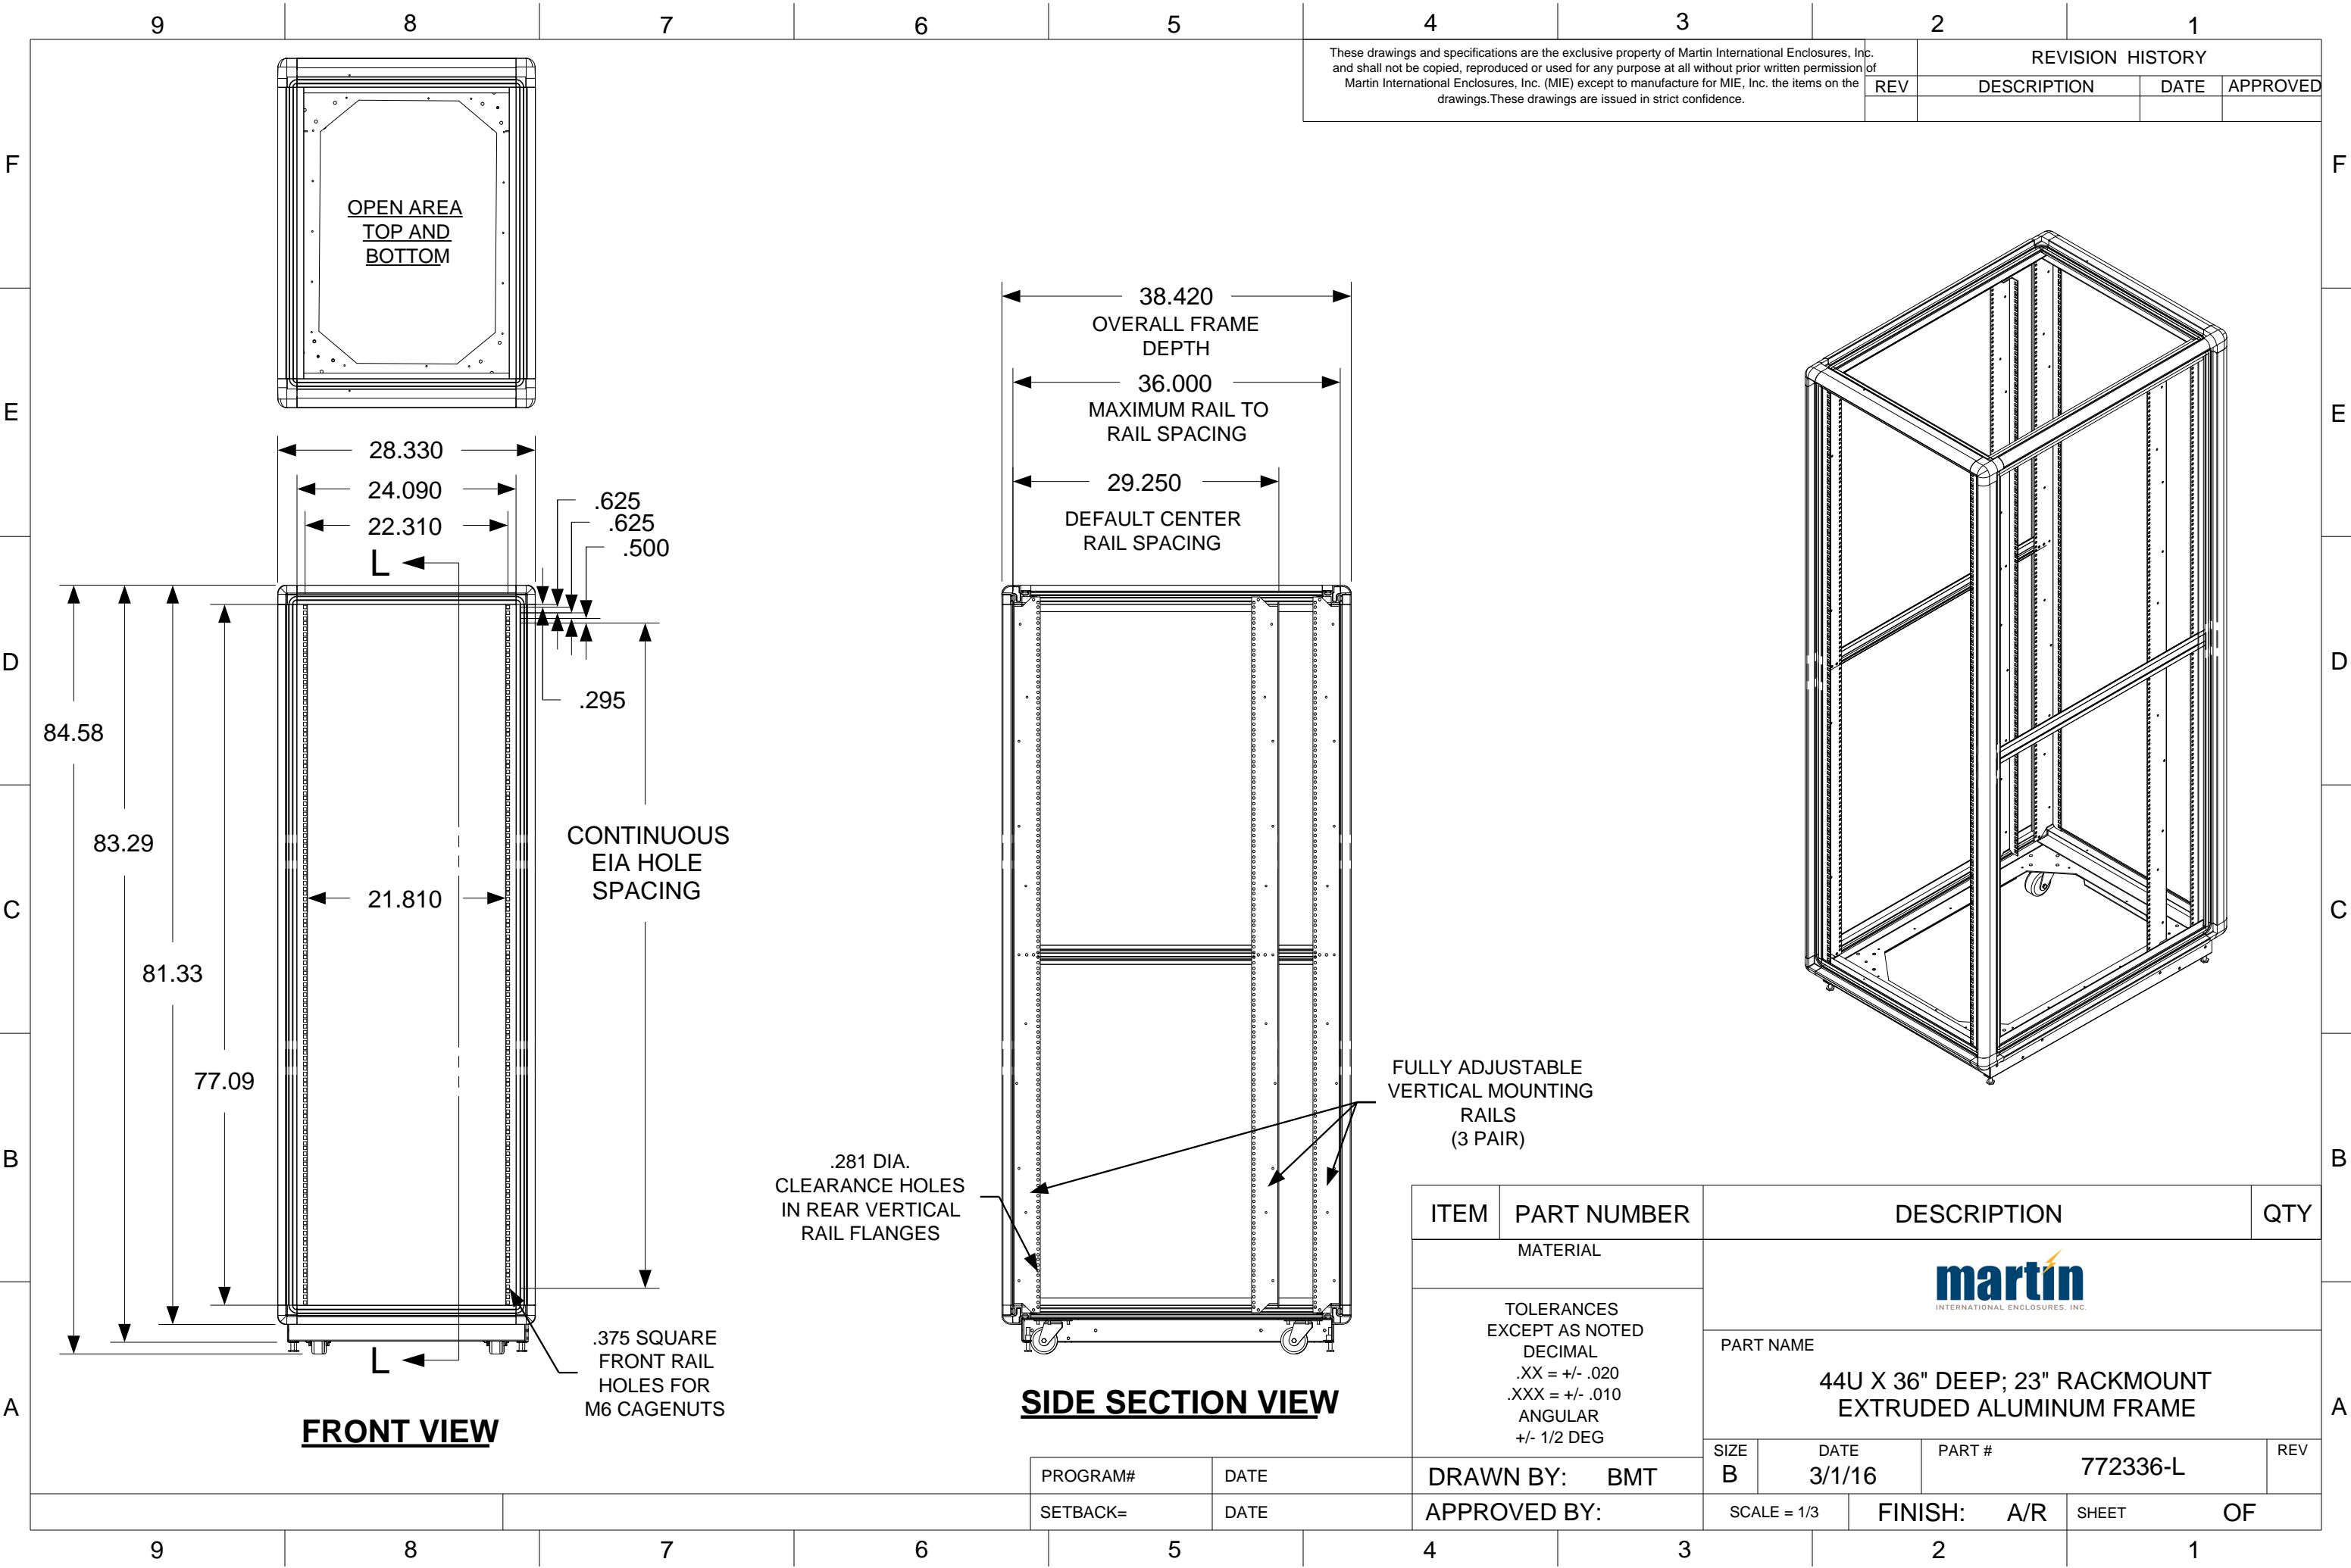 9 8 7 6 5 4 3 2 1
These drawings and specifications are the exclusive property of Martin International Enclosures, Inc.
and shall not be copied, reproduced or used for any purpose at all without prior written permission of
Martin International Enclosures, Inc. (MIE) except to manufacture for MIE, Inc. the items on the
drawings.These drawings are issued in strict confidence.
REVISION HISTORY
REV DESCRIPTION DATE APPROVED
F
F
OPEN AREA
TOP AND
BOTTOM
E
E
38.420
OVERALL FRAME
DEPTH
36.000
MAXIMUM RAIL TO
RAIL SPACING
29.250
DEFAULT CENTER
RAIL SPACING
28.330
24.090
22.310
.625
.625
.500
L
.295
D
D
84.58
83.29
81.33
77.09
21.810
CONTINUOUS
EIA HOLE
SPACING
C
C
FULLY ADJUSTABLE
VERTICAL MOUNTING
RAILS
(3 PAIR)
.281 DIA.
CLEARANCE HOLES
IN REAR VERTICAL
RAIL FLANGES
B
B
.375 SQUARE
FRONT RAIL
HOLES FOR
M6 CAGENUTS
L
FRONT VIEW
SIDE SECTION VIEW
A
A
ITEM PART NUMBER DESCRIPTION QTY
MATERIAL
martin
INTERNATIONAL ENCLOSURES, INC.
TOLERANCES
EXCEPT AS NOTED
DECIMAL
.XX = +/- .020
.XXX = +/- .010
ANGULAR
+/- 1/2 DEG
PART NAME
44U X 36" DEEP; 23" RACKMOUNT
EXTRUDED ALUMINUM FRAME
SIZE DATE PART # REV
B 3/1/16 772336-L
PROGRAM# DATE DRAWN BY: BMT
SETBACK= DATE APPROVED BY: SCALE = 1/3 FINISH: A/R SHEET OF
9 8 7 6 5 4 3 2 1